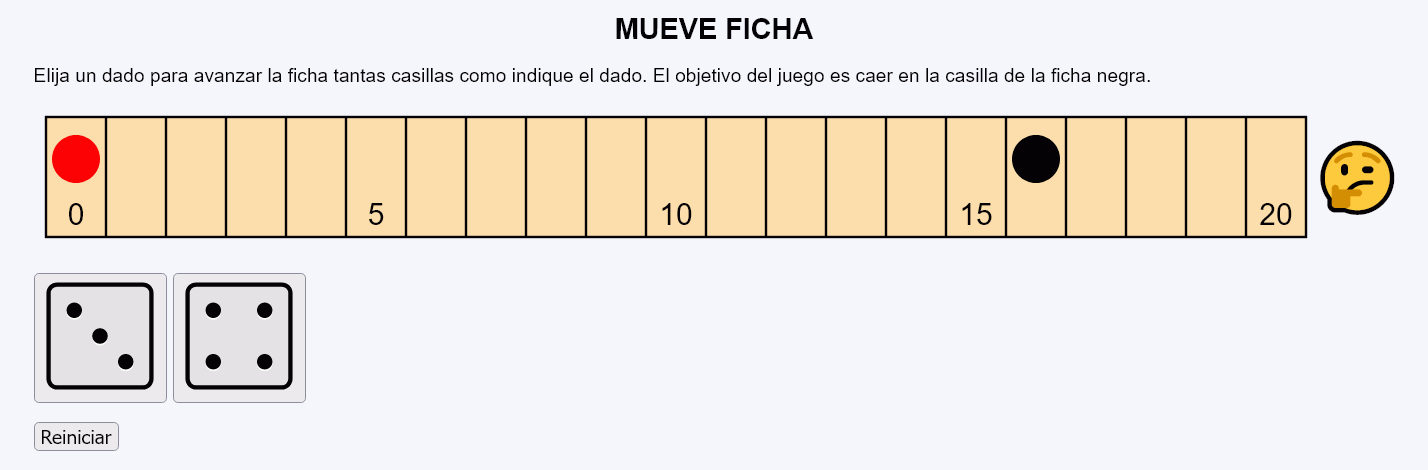 MUEVE FICHA
Elija un dado para avanzar la ficha tantas casillas como indique el dado. El objetivo del juego es caer en la casilla de la ficha negra.
0 5 10 15 20
Reiniciar